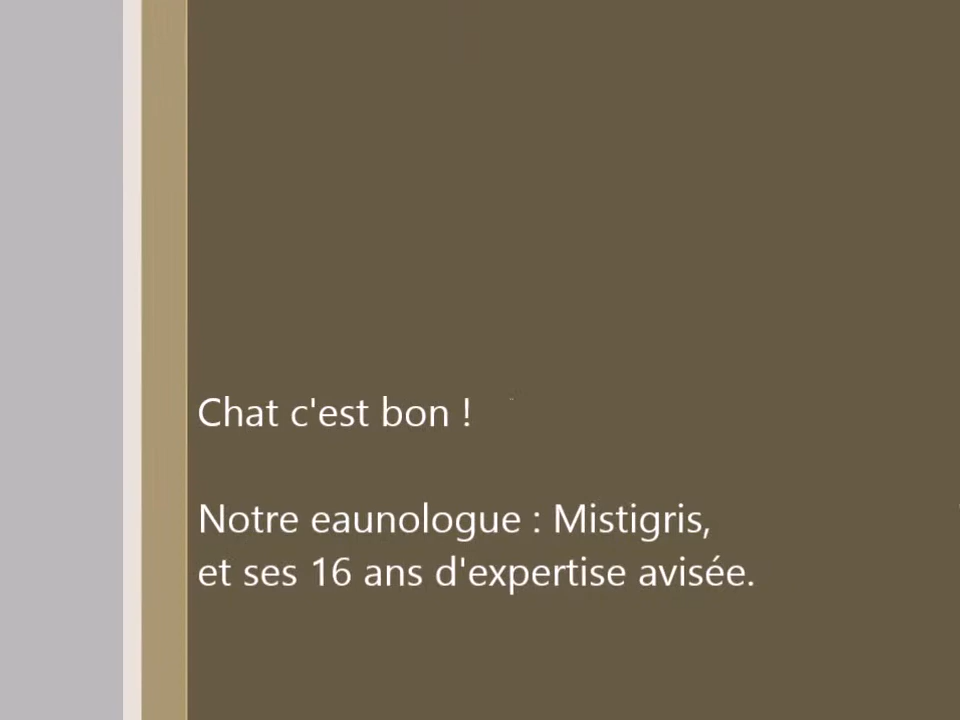 Chat c'est bon !
Notre eaunologue : Mistigris,
et ses 16 ans d'expertise avisée.